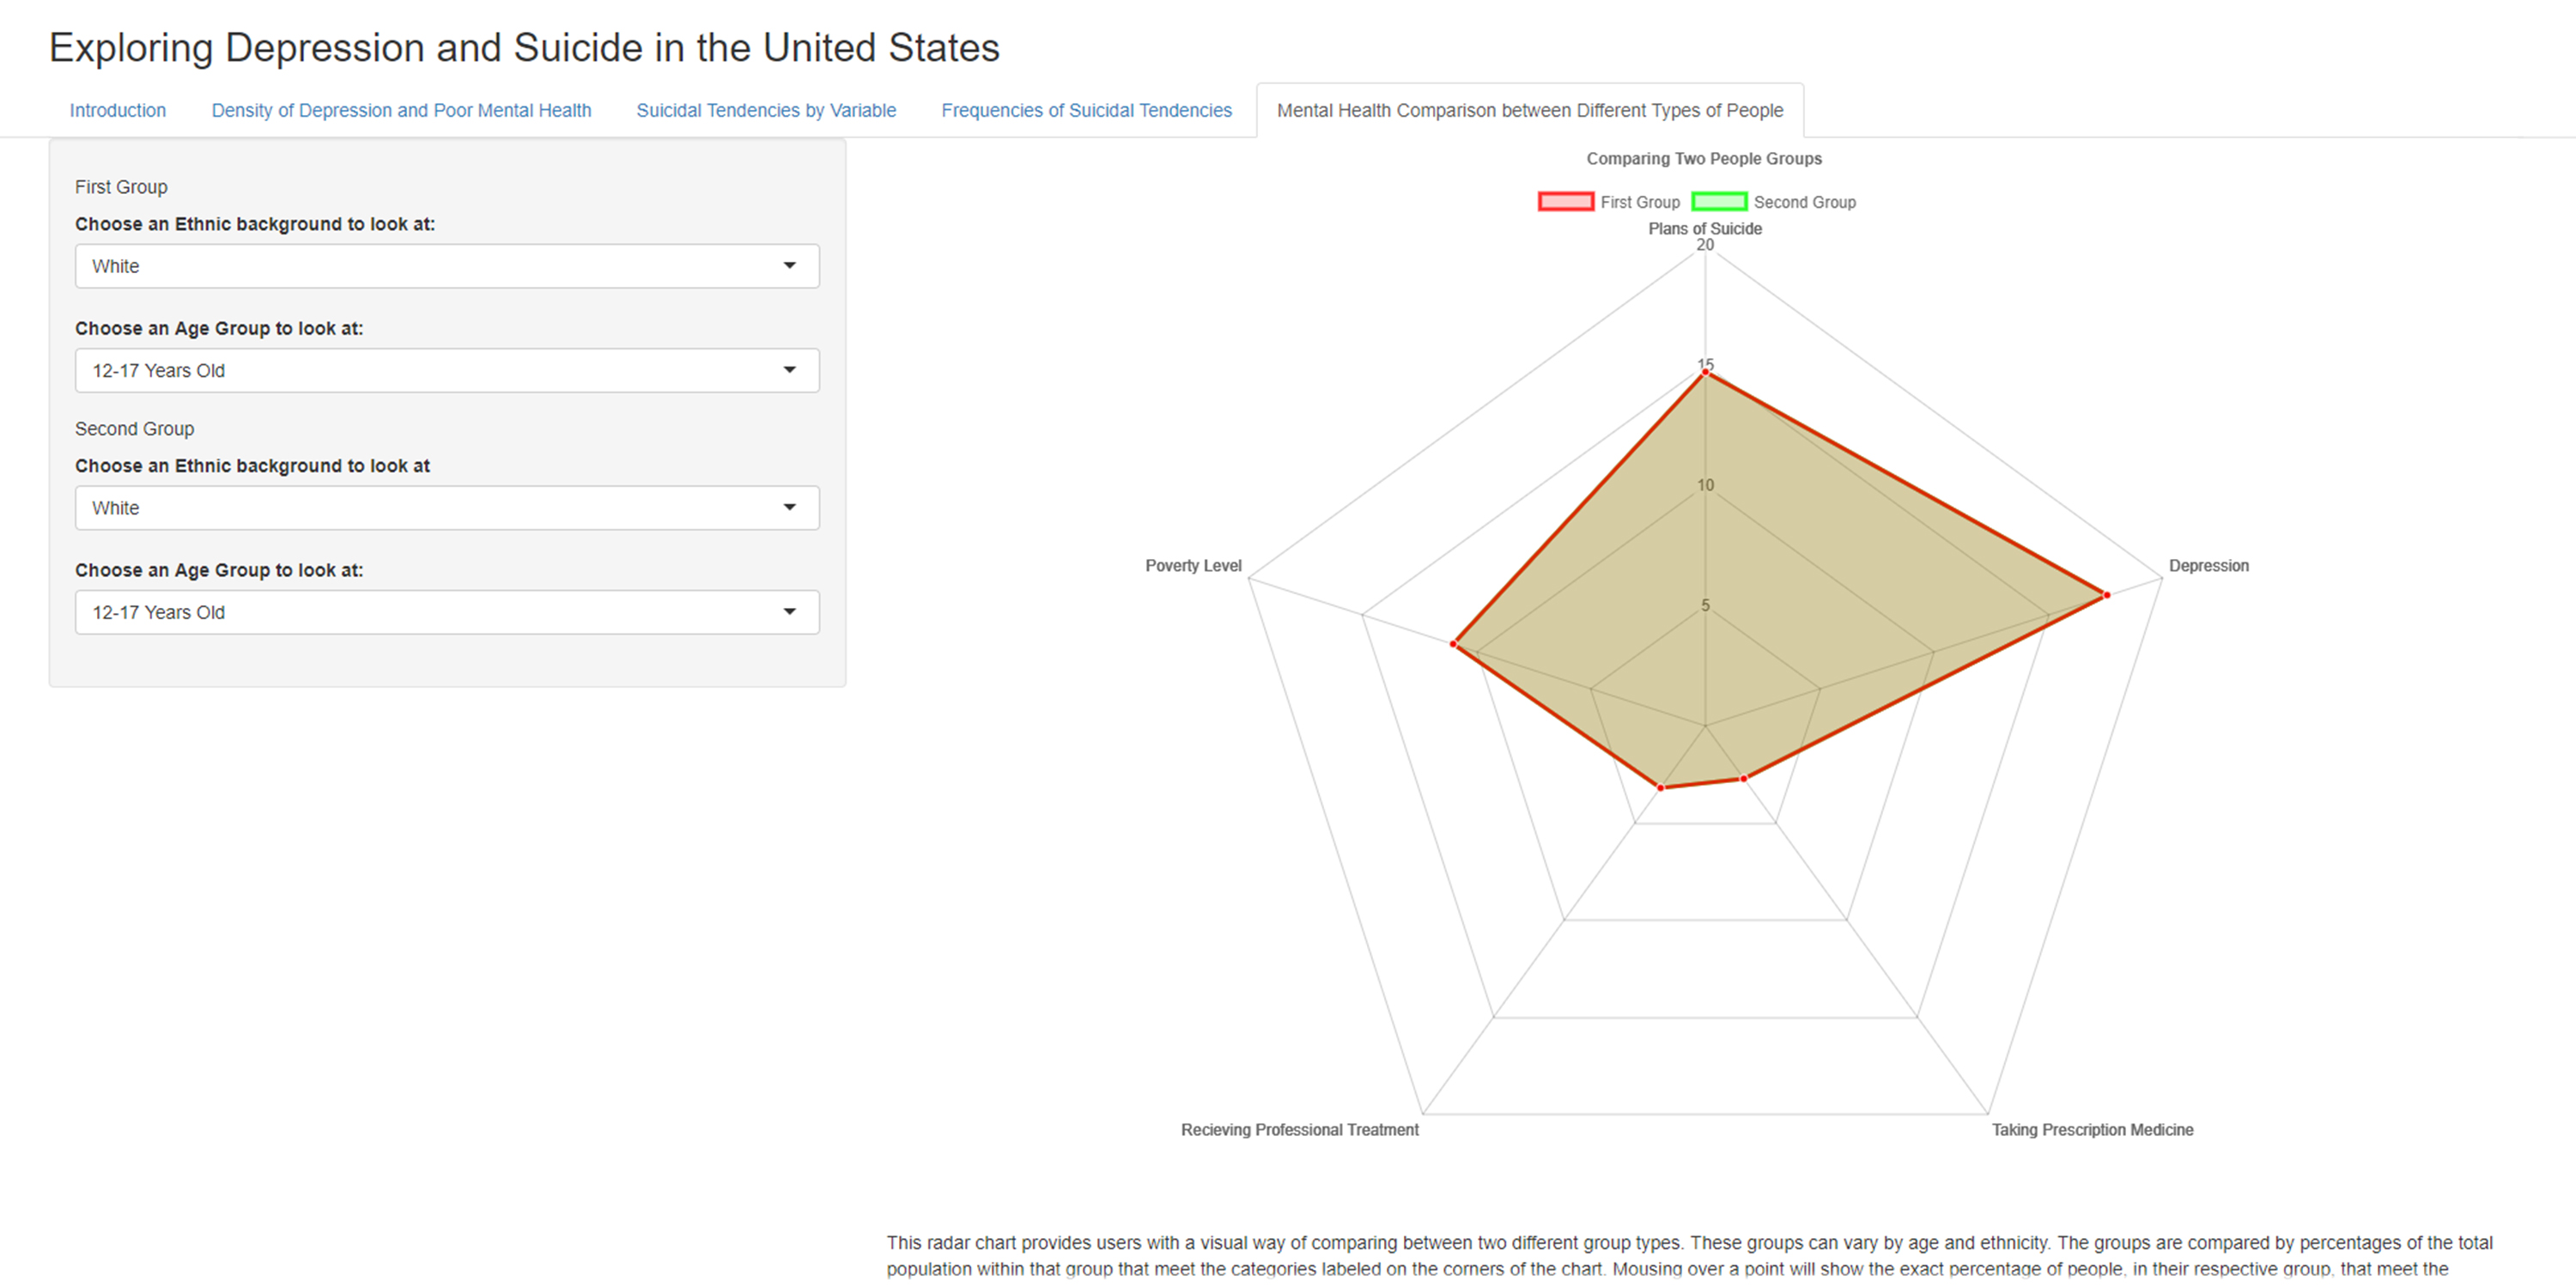 Exploring Depression and Suicide in the United States
Introduction
Density of Depression and Poor Mental Health
Suicidal Tendencies by Variable
Frequencies of Suicidal Tendencies
Mental Health Comparison between Different Types of People
First Group
Choose an Ethnic background to look at:
White
Choose an Age Group to look at:
12-17 Years Old
Second Group
Choose an Ethnic background to look at
White
Choose an Age Group to look at:
12-17 Years Old
Comparing Two People Groups
First Group
Second Group
Plans of Suicide
20
15
10
5
Poverty Level
Depression
Recieving Professional Treatment
Taking Prescription Medicine
This radar chart provides users with a visual way of comparing between two different group types. These groups can vary by age and ethnicity. The groups are compared by percentages of the total
population within that group that meet the categories labeled on the corners of the chart. Mousing over a point will show the exact percentage of people, in their respective group, that meet the